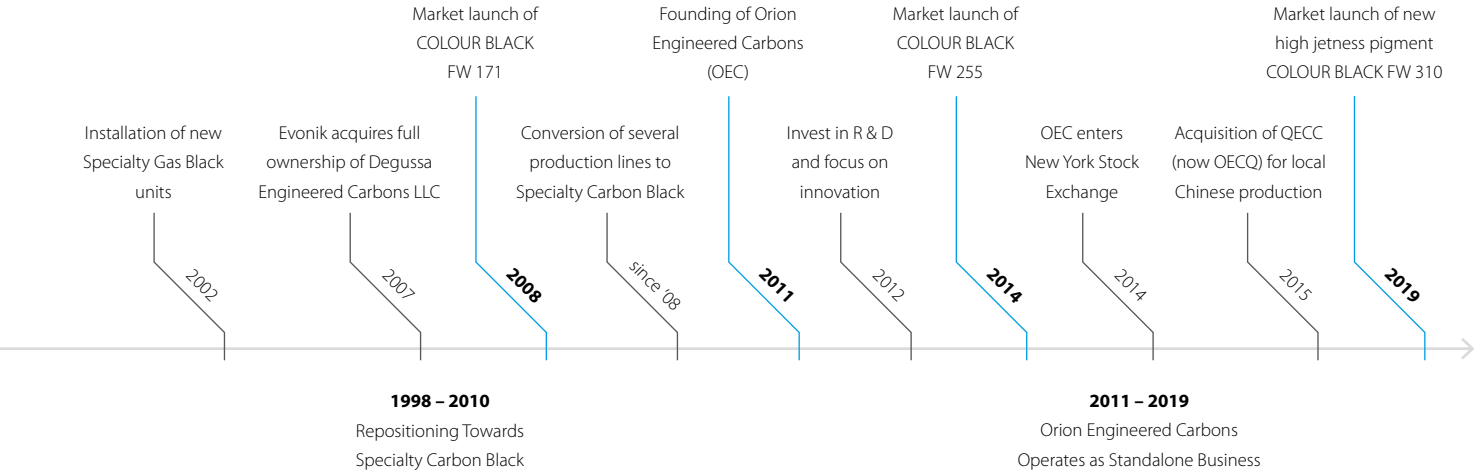 Market launch of
COLOUR BLACK
FW 171
Founding of Orion
Engineered Carbons
(OEC)
Market launch of
COLOUR BLACK
FW 255
Market launch of new
high jetness pigment
COLOUR BLACK FW 310
Installation of new
Specialty Gas Black
units
Evonik acquires full
ownership of Degussa
Engineered Carbons LLC
Conversion of several
production lines to
Specialty Carbon Black
Invest in R & D
and focus on
innovation
OEC enters
New York Stock
Exchange
Acquisition of QECC
(now OECQ) for local
Chinese production
2002
2007
2008
since '08
2011
2012
2014
2014
2015
2019
1998 – 2010
Repositioning Towards
Specialty Carbon Black
2011 – 2019
Orion Engineered Carbons
Operates as Standalone Business